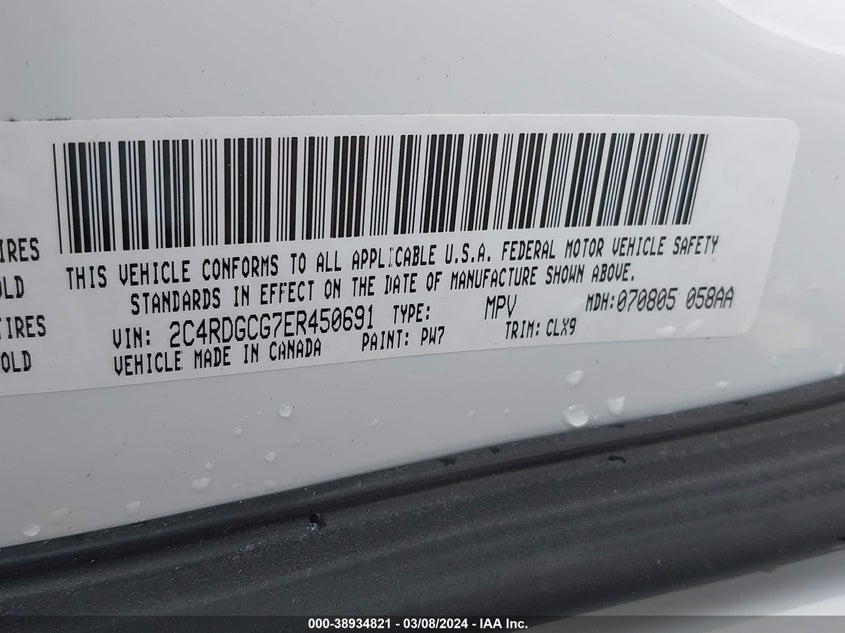 IRES
OLD
TIRES
OLD
THIS VEHICLE CONFORMS TO ALL APPLICABLE U.S.A. FEDERAL MOTOR VEHICLE SAFETY
STANDARDS IN EFFECT ON THE DATE OF MANUFACTURE SHOWN ABOVE.
VIN: 2C4RDGCG7ER450691 TYPE: MPV MDH:070805 058AA
VEHICLE MADE IN CANADA PAINT: PW7 TRIM: CLX9
000-38934821 - 03/08/2024 - IAA Inc.